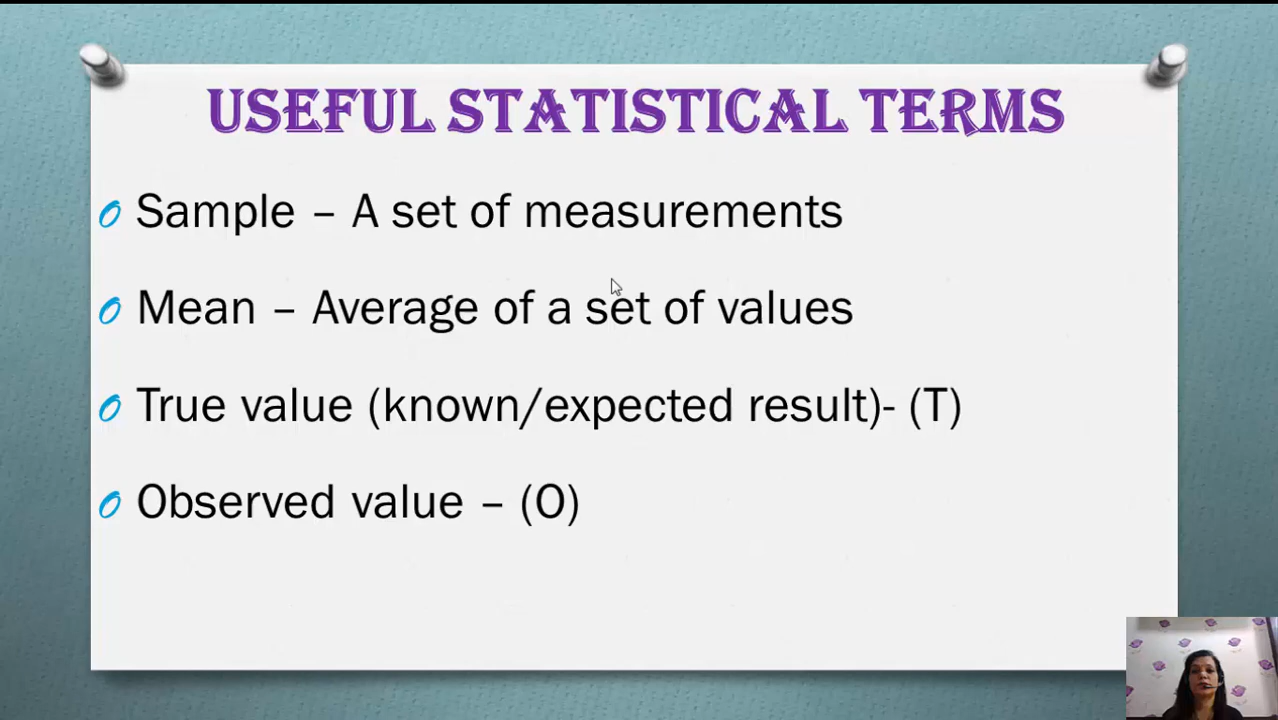 USEFUL STATISTICAL TERMS
Sample – A set of measurements
Mean – Average of a set of values
True value (known/expected result)- (T)
Observed value – (O)